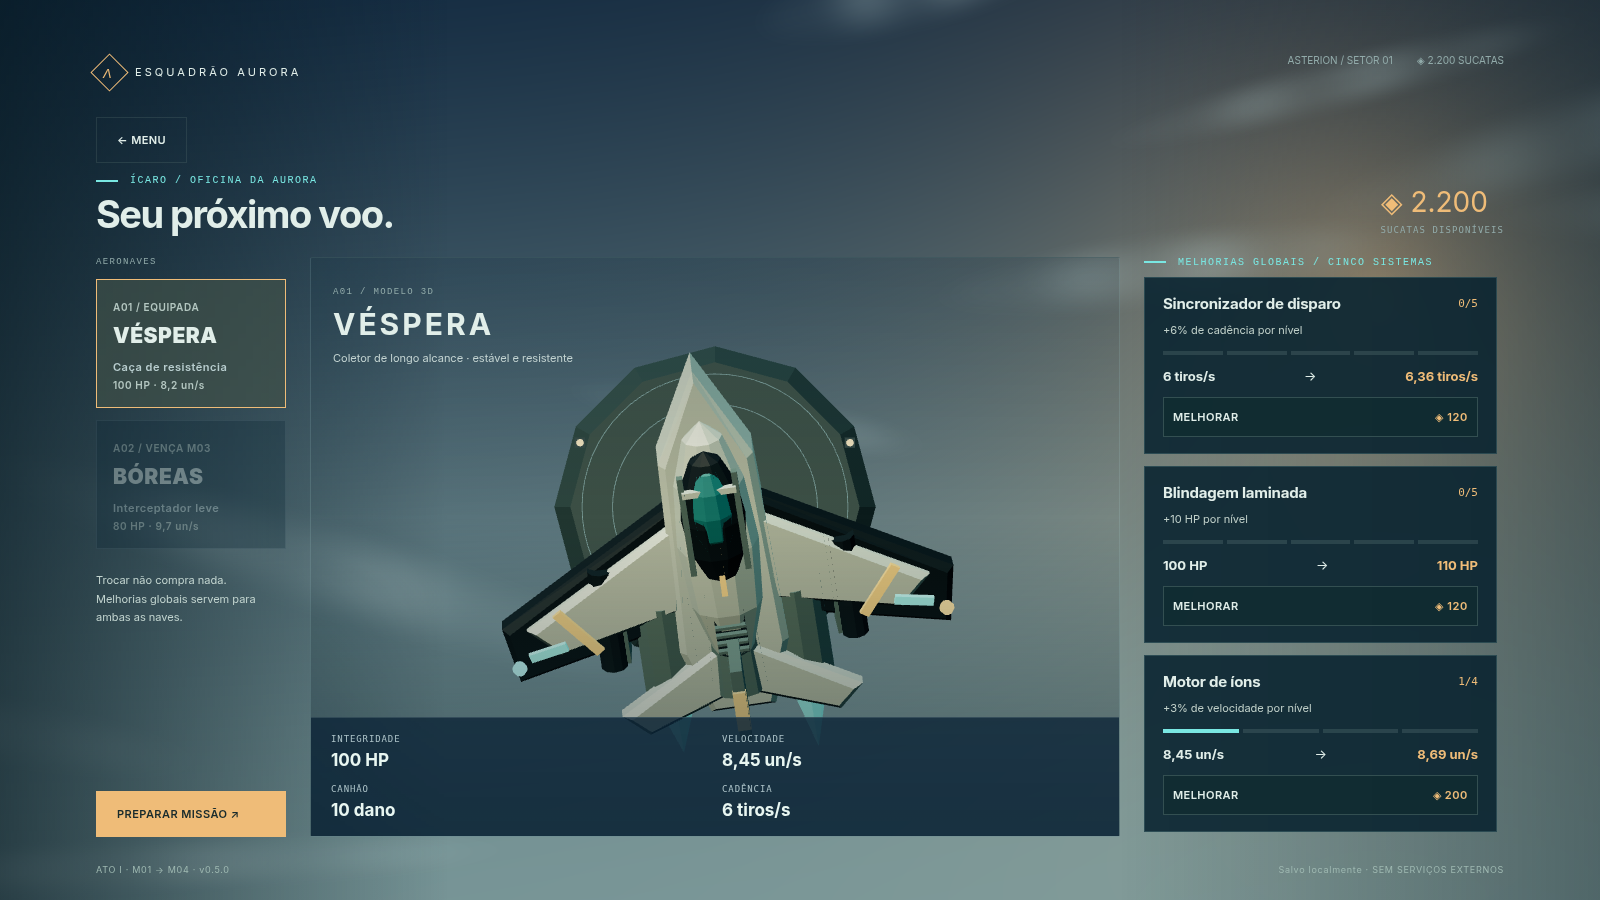 ESQUADRÃO AURORA
ASTERION / SETOR 01
◈ 2.200 SUCATAS
← MENU
ÍCARO / OFICINA DA AURORA
Seu próximo voo.
◈ 2.200
SUCATAS DISPONÍVEIS
AERONAVES
A01 / EQUIPADA
VÉSPERA
Caça de resistência
100 HP · 8,2 un/s
A02 / VENÇA M03
BÓREAS
Interceptador leve
80 HP · 9,7 un/s
Trocar não compra nada.
Melhorias globais servem para
ambas as naves.
PREPARAR MISSÃO ↗
A01 / MODELO 3D
VÉSPERA
Coletor de longo alcance · estável e resistente
INTEGRIDADE
100 HP
VELOCIDADE
8,45 un/s
CANHÃO
10 dano
CADÊNCIA
6 tiros/s
MELHORIAS GLOBAIS / CINCO SISTEMAS
Sincronizador de disparo
0/5
+6% de cadência por nível
6 tiros/s → 6,36 tiros/s
MELHORAR ◈ 120
Blindagem laminada
0/5
+10 HP por nível
100 HP → 110 HP
MELHORAR ◈ 120
Motor de íons
1/4
+3% de velocidade por nível
8,45 un/s → 8,69 un/s
MELHORAR ◈ 200
ATO I · M01 → M04 · v0.5.0
Salvo localmente · SEM SERVIÇOS EXTERNOS